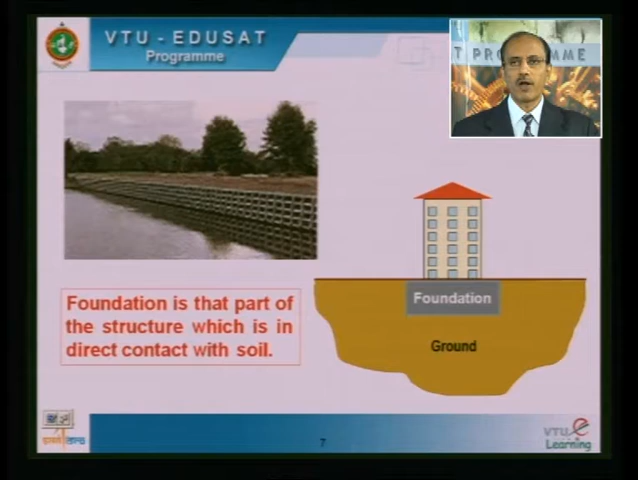 VTU - EDUSAT
Programme
T PROGRAMME
Foundation is that part of
the structure which is in
direct contact with soil.
Foundation
Ground
7
VTU
Learning